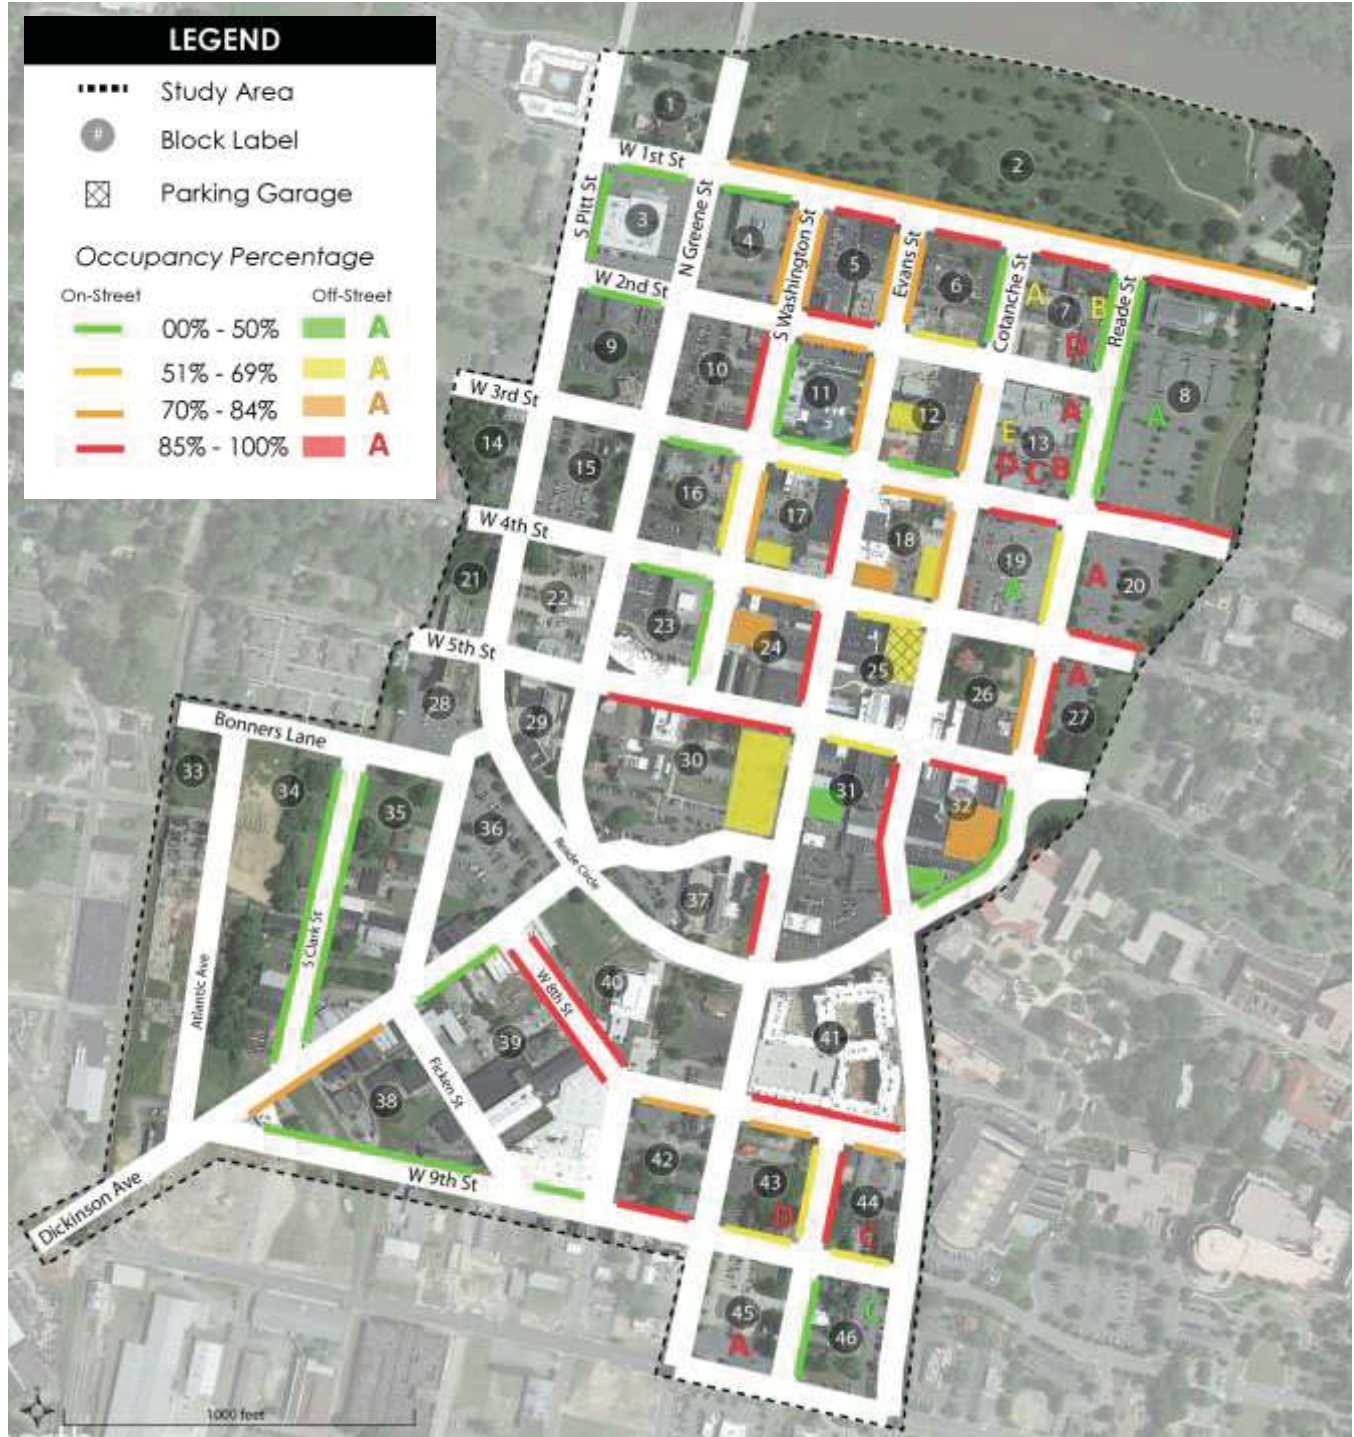 LEGEND
Study Area
#
Block Label
Parking Garage
Occupancy Percentage
On-Street
Off-Street
00% - 50%
A
51% - 69%
A
70% - 84%
A
85% - 100%
A
1
2
W 1st St
S Pitt St
N Greene St
3
4
S Washington St
5
Evans St
6
Cotanche St
A
7
B
D
Reade St
8
A
W 2nd St
9
10
11
12
A
E
13
D
C
B
W 3rd St
14
15
16
17
18
19
A
A
20
W 4th St
21
22
23
24
25
26
A
27
W 5th St
28
29
30
31
32
Bonners Lane
33
34
35
36
Reade Circle
37
Atlantic Ave
S Clark St
W 8th St
40
41
39
Ficken St
38
42
43
D
44
W 9th St
Dickinson Ave
45
A
46
1000 feet